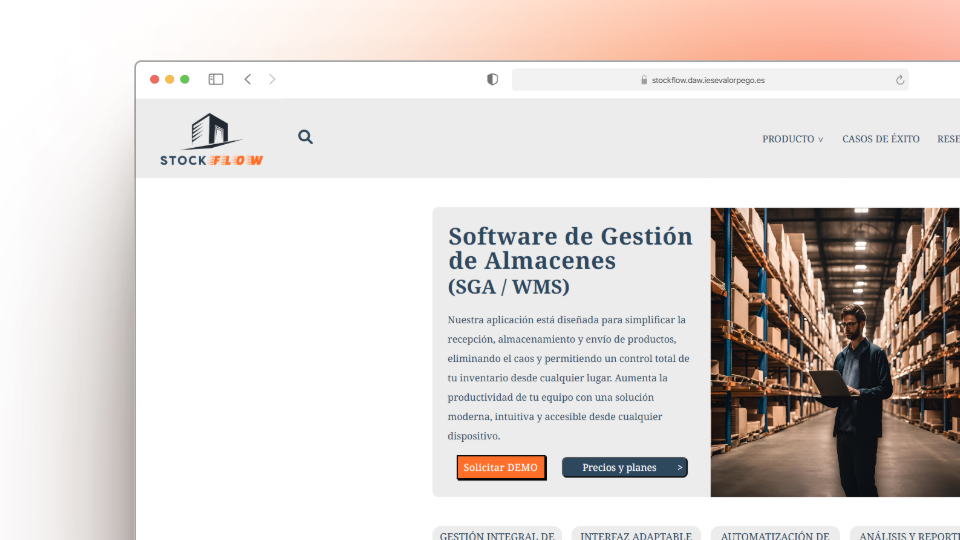 stockflow.daw.iesevalorpego.es
STOCK FLOW
PRODUCTO
CASOS DE ÉXITO
RESE
Software de Gestión
de Almacenes
(SGA / WMS)
Nuestra aplicación está diseñada para simplificar la
recepción, almacenamiento y envío de productos,
eliminando el caos y permitiendo un control total de
tu inventario desde cualquier lugar. Aumenta la
productividad de tu equipo con una solución
moderna, intuitiva y accesible desde cualquier
dispositivo.
Solicitar DEMO
Precios y planes >
GESTIÓN INTEGRAL DE
INTERFAZ ADAPTABLE
AUTOMATIZACIÓN DE
ANÁLISIS Y REPORT